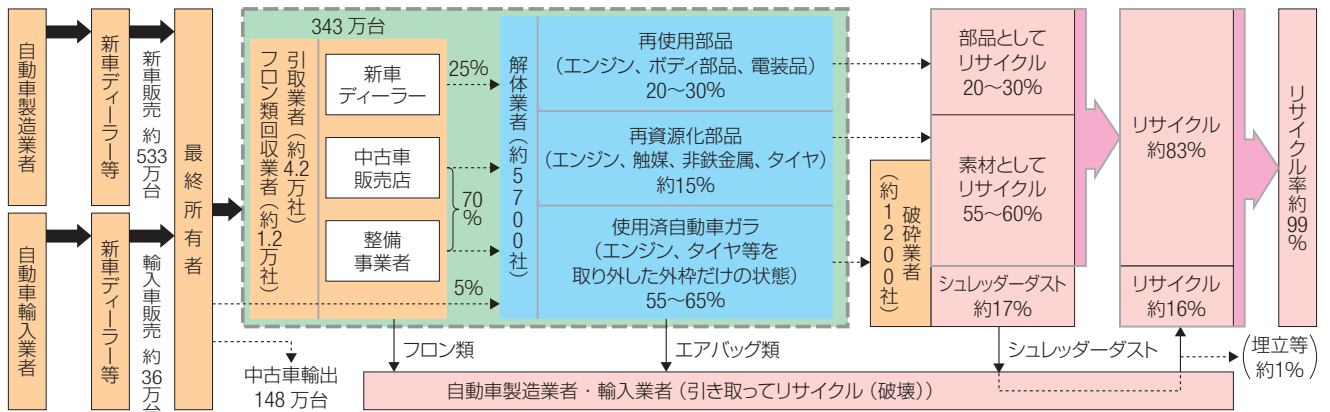 自動車製造業者
新車ディーラー等
新車販売 約533万台
自動車輸入業者
新車ディーラー等
輸入車販売 約36万台
最終所有者
中古車輸出
148 万台
343 万台
引取業者（約4.2万社）
フロン類回収業者（約1.2万社）
新車
ディーラー
中古車
販売店
整備
事業者
25%
70
%
5%
解体業者（約5700社）
再使用部品
（エンジン、ボディ部品、電装品）
20～30%
再資源化部品
（エンジン、触媒、非鉄金属、タイヤ）
約15%
使用済自動車ガラ
（エンジン、タイヤ等を
取り外した外枠だけの状態）
55～65%
破砕業者
（約1200社）
部品として
リサイクル
20～30%
素材として
リサイクル
55～60%
シュレッダーダスト
約17%
リサイクル
約83%
リサイクル
約16%
リサイクル率約99%
フロン類
エアバッグ類
シュレッダーダスト
（埋立等
約1%）
自動車製造業者・輸入業者（引き取ってリサイクル（破壊））